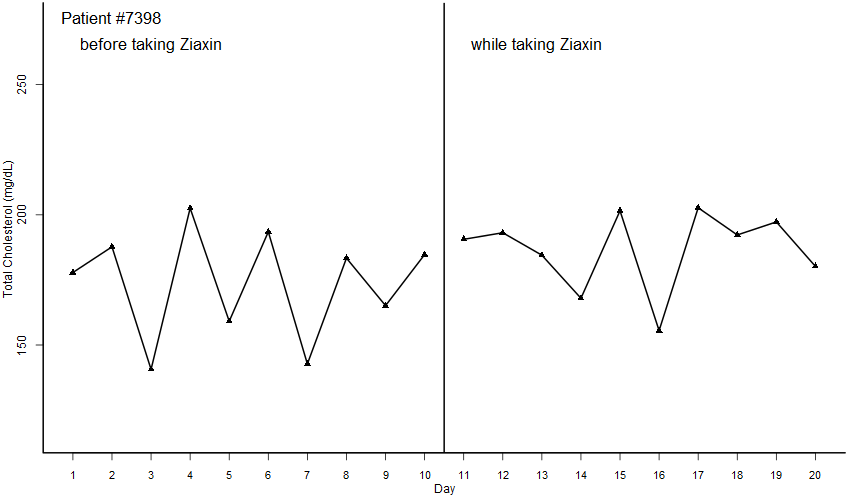 Patient #7398
before taking Ziaxin
while taking Ziaxin
Total Cholesterol (mg/dL)
250
200
150
1 2 3 4 5 6 7 8 9 10 11 12 13 14 15 16 17 18 19 20
Day